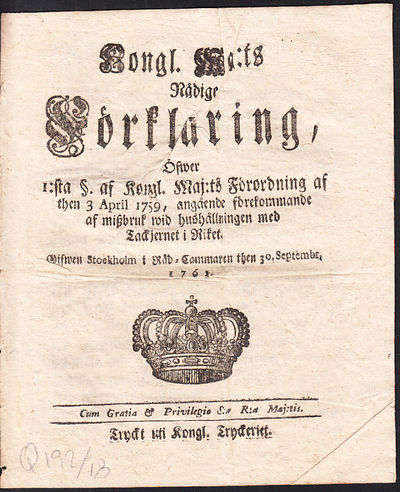 Kongl. Ma:ts
Nådige
Förklaring,
Öfwer
1:sta §. af Kongl. Maj:ts Förordning af
then 3 April 1759, angående förekommande
af mißbruk wid hushållningen med
Tackjernet i Riket.
Gifwen Stockholm i Råd-Cammaren then 30. Septembr.
1761.
Cum Gratia & Privilegio S:æ R:æ Maj:tis.
Tryckt uti Kongl. Tryckeriet.
Q192/1B